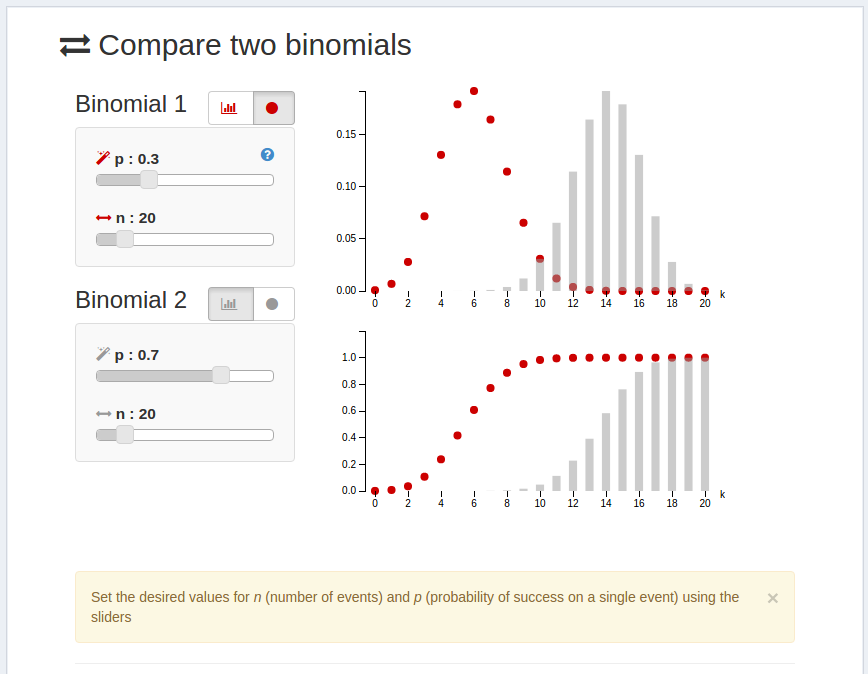 Compare two binomials
Binomial 1
p : 0.3
?
n : 20
Binomial 2
p : 0.7
n : 20
0.15
0.10
0.05
0.00
0 2 4 6 8 10 12 14 16 18 20 k
1.0
0.8
0.6
0.4
0.2
0.0
0 2 4 6 8 10 12 14 16 18 20 k
Set the desired values for n (number of events) and p (probability of success on a single event) using the
sliders
×